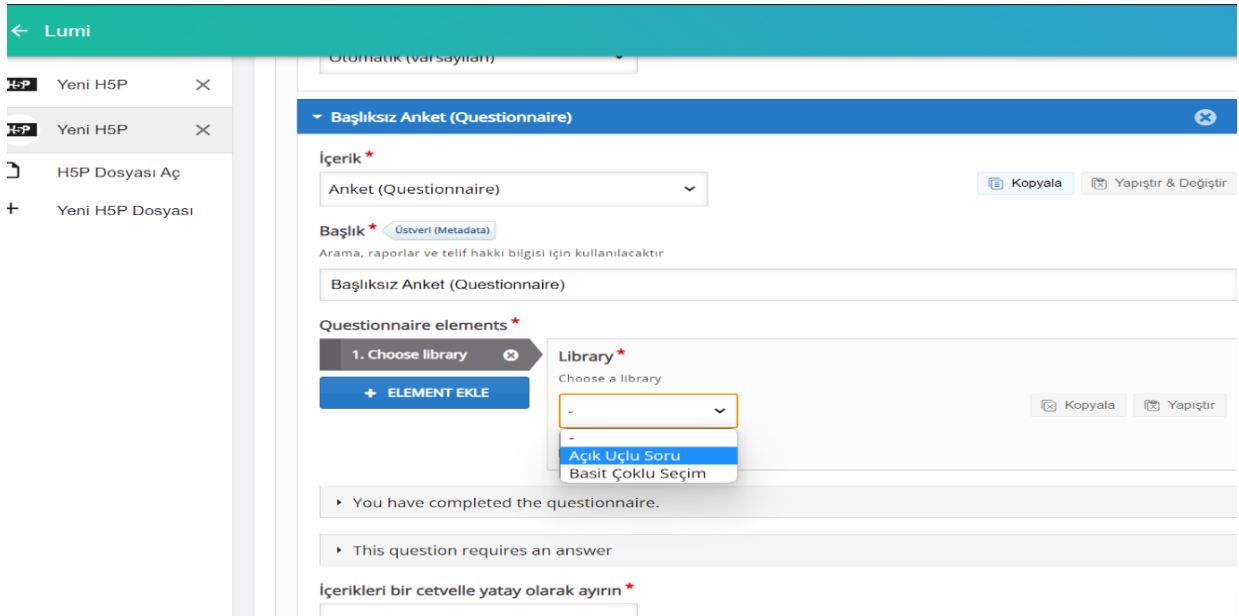 Lumi
Otomatik (varsayılan)
H-5P Yeni H5P
H-5P Yeni H5P
H5P Dosyası Aç
Yeni H5P Dosyası
Başlıksız Anket (Questionnaire)
İçerik *
Anket (Questionnaire)
Kopyala Yapıştır & Değiştir
Başlık * Üstveri (Metadata)
Arama, raporlar ve telif hakkı bilgisi için kullanılacaktır
Başlıksız Anket (Questionnaire)
Questionnaire elements *
1. Choose library
+ ELEMENT EKLE
Library *
Choose a library
-
Kopyala Yapıştır
-
Açık Uçlu Soru
Basit Çoklu Seçim
You have completed the questionnaire.
This question requires an answer
İçerikleri bir cetvelle yatay olarak ayırın *